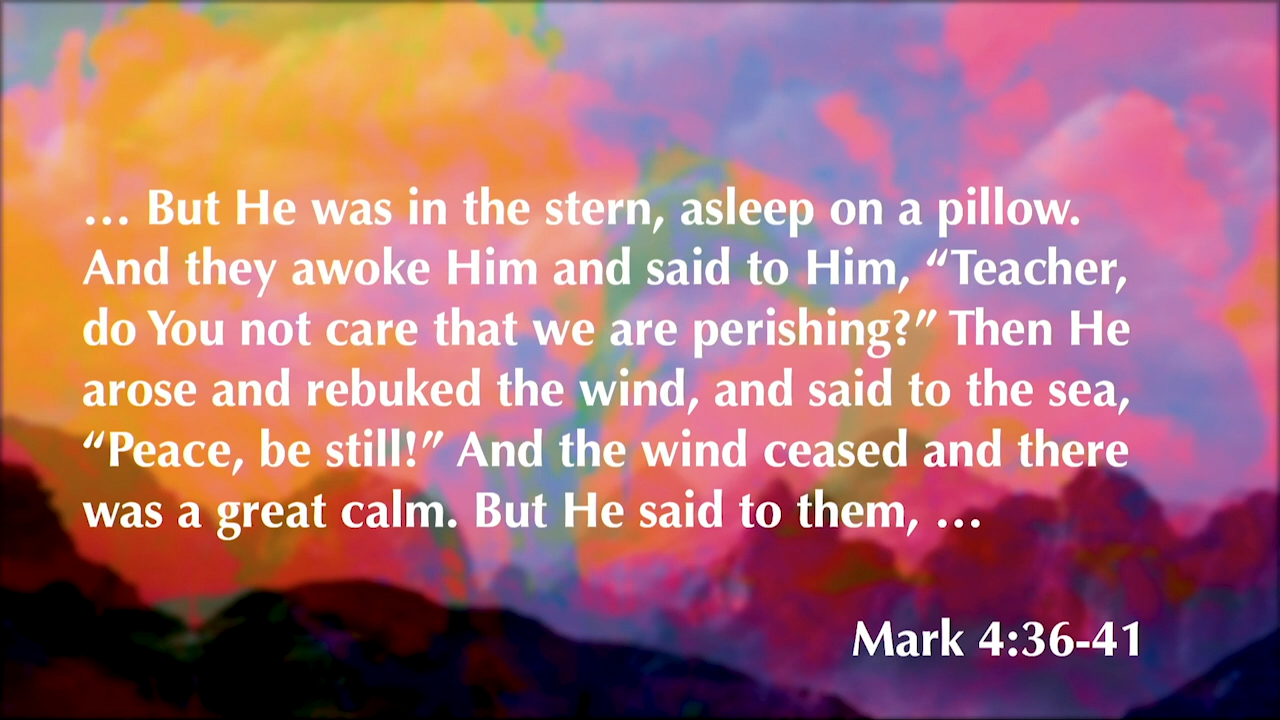 … But He was in the stern, asleep on a pillow.
And they awoke Him and said to Him, “Teacher,
do You not care that we are perishing?” Then He
arose and rebuked the wind, and said to the sea,
“Peace, be still!” And the wind ceased and there
was a great calm. But He said to them, …
Mark 4:36-41